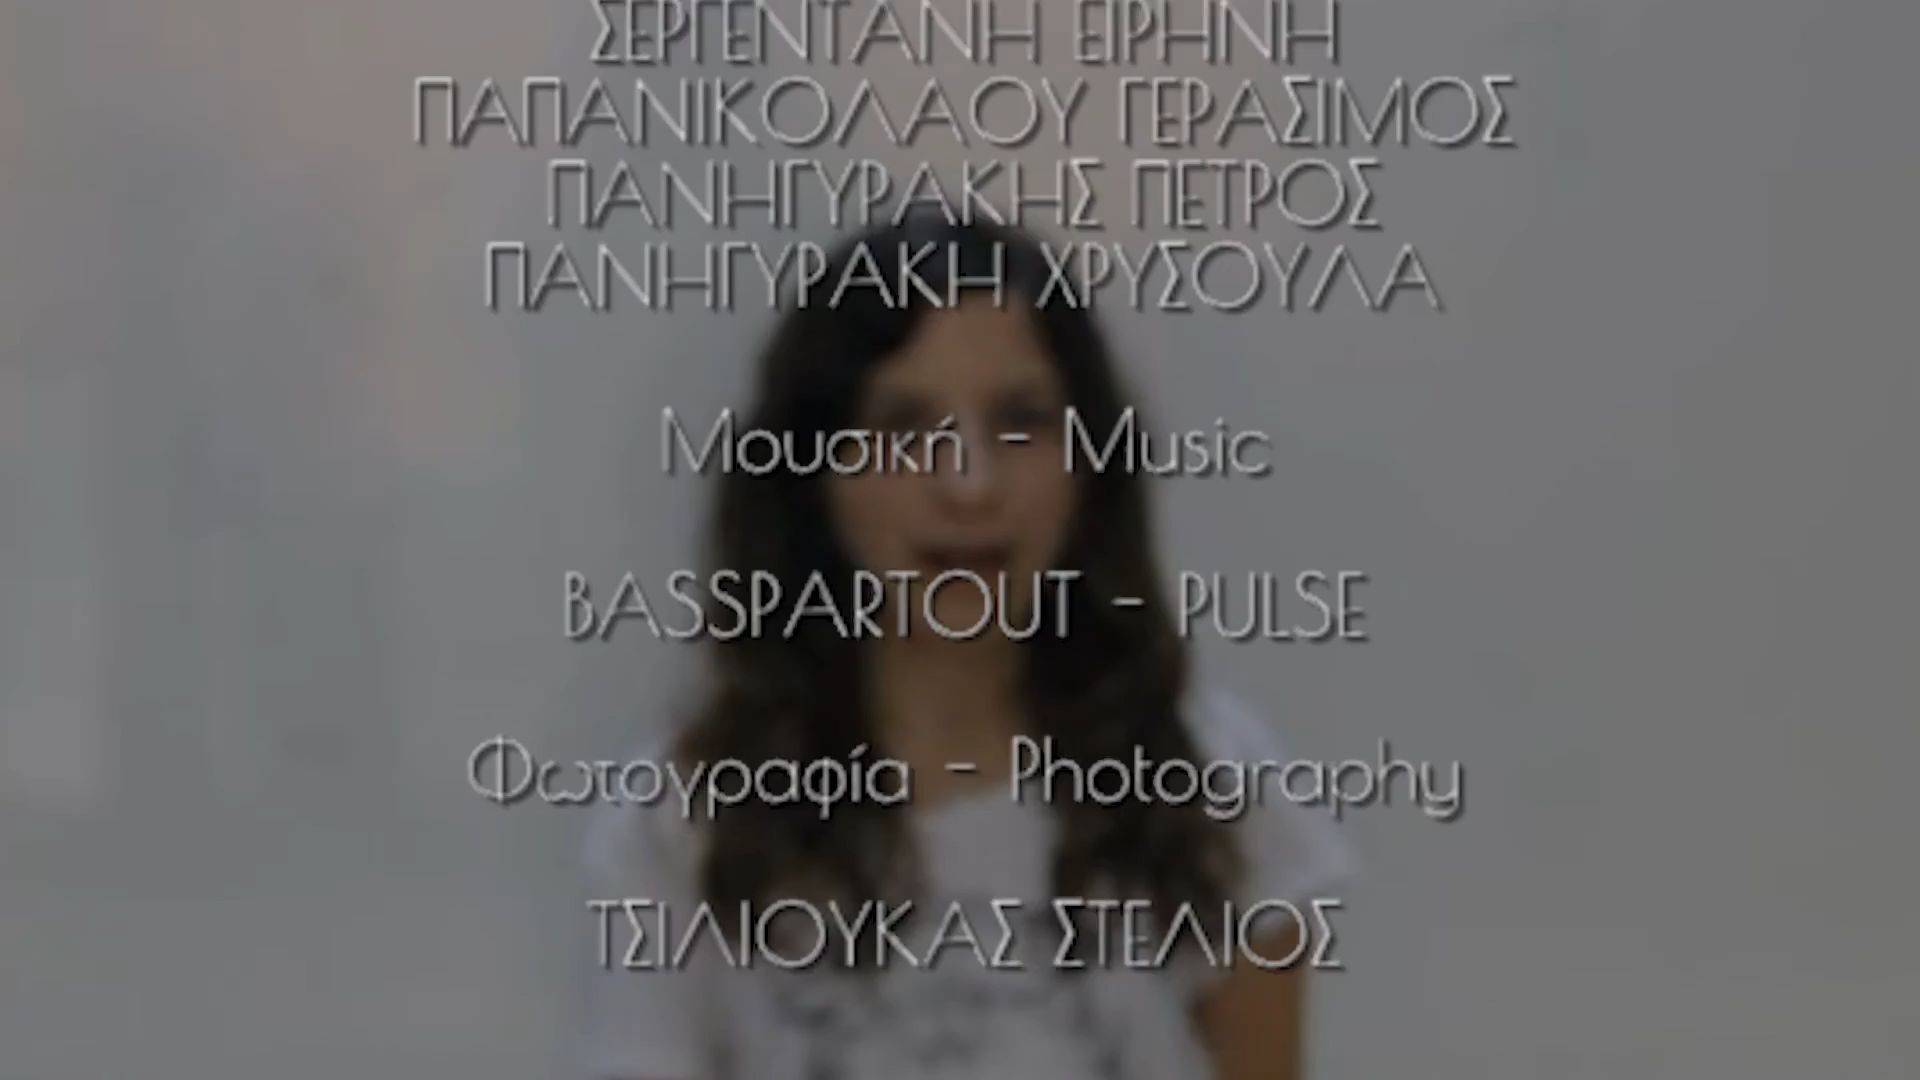 ΣΕΡΓΕΝΤΑΝΗ ΕΙΡΗΝΗ
ΠΑΠΑΝΙΚΟΛΑΟΥ ΓΕΡΑΣΙΜΟΣ
ΠΑΝΗΓΥΡΑΚΗΣ ΠΕΤΡΟΣ
ΠΑΝΗΓΥΡΑΚΗ ΧΡΥΣΟΥΛΑ
Μουσική - Music
BASSPARTOUT - PULSE
Φωτογραφία - Photography
ΤΣΙΛΙΟΥΚΑΣ ΣΤΕΛΙΟΣ